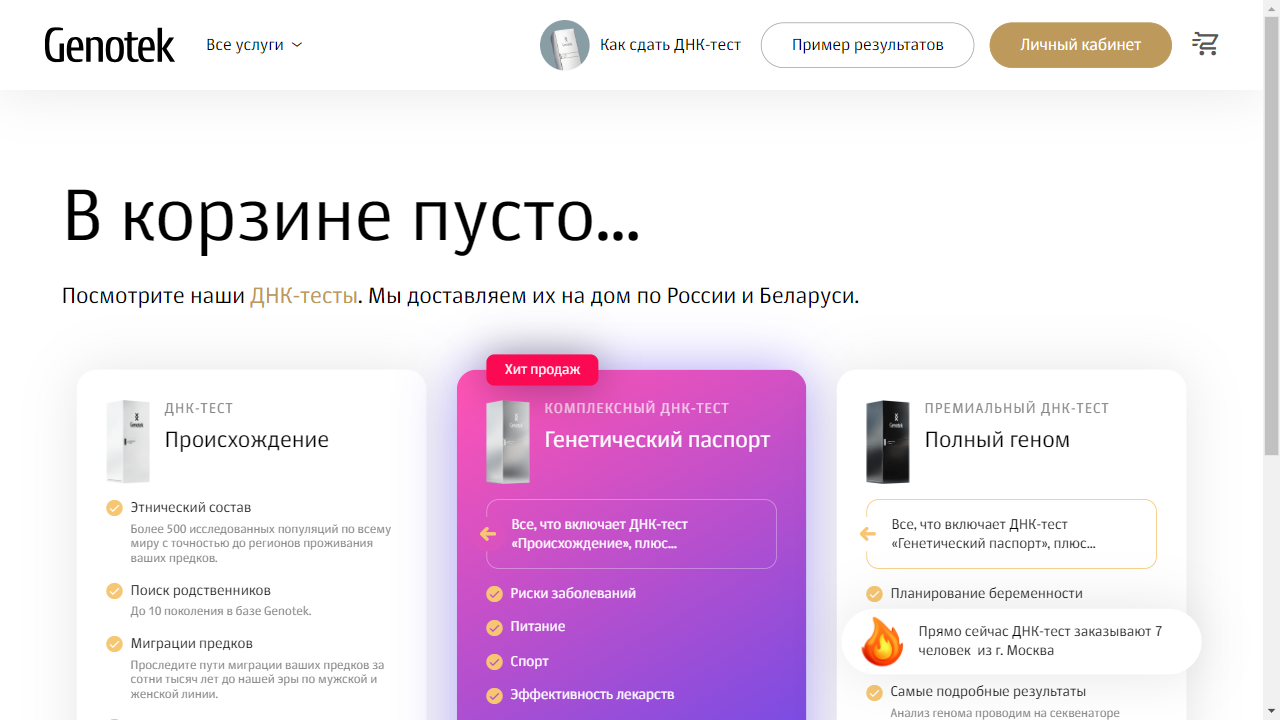 Genotek
Все услуги
Как сдать ДНК-тест
Пример результатов
Личный кабинет
В корзине пусто...
Посмотрите наши ДНК-тесты. Мы доставляем их на дом по России и Беларуси.
ДНК-ТЕСТ
Происхождение
Этнический состав
Более 500 исследованных популяций по всему
миру с точностью до регионов проживания
ваших предков.
Поиск родственников
До 10 поколения в базе Genotek.
Миграции предков
Проследите пути миграции ваших предков за
сотни тысяч лет до нашей эры по мужской и
женской линии.
Хит продаж
КОМПЛЕКСНЫЙ ДНК-ТЕСТ
Генетический паспорт
Все, что включает ДНК-тест
«Происхождение», плюс...
Риски заболеваний
Питание
Спорт
Эффективность лекарств
ПРЕМИАЛЬНЫЙ ДНК-ТЕСТ
Genotek
Полный геном
Все, что включает ДНК-тест
«Генетический паспорт», плюс...
Планирование беременности
Прямо сейчас ДНК-тест заказывают 7
человек из г. Москва
Самые подробные результаты
Анализ генома проводим на секвенаторе